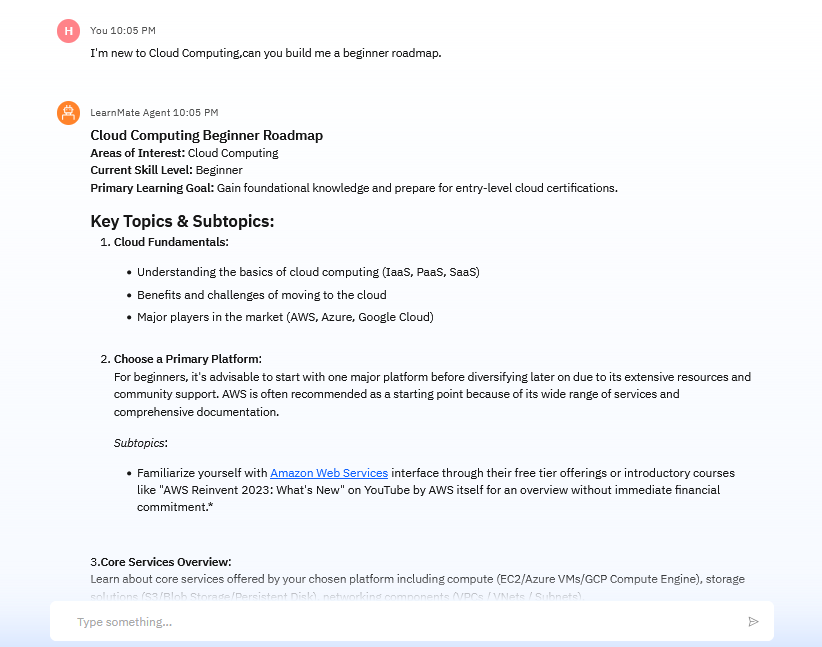 H
You 10:05 PM
I'm new to Cloud Computing,can you build me a beginner roadmap.
LearnMate Agent 10:05 PM
Cloud Computing Beginner Roadmap
Areas of Interest: Cloud Computing
Current Skill Level: Beginner
Primary Learning Goal: Gain foundational knowledge and prepare for entry-level cloud certifications.
Key Topics & Subtopics:
1. Cloud Fundamentals:
• Understanding the basics of cloud computing (IaaS, PaaS, SaaS)
• Benefits and challenges of moving to the cloud
• Major players in the market (AWS, Azure, Google Cloud)
2. Choose a Primary Platform:
For beginners, it's advisable to start with one major platform before diversifying later on due to its extensive resources and
community support. AWS is often recommended as a starting point because of its wide range of services and
comprehensive documentation.
Subtopics:
• Familiarize yourself with Amazon Web Services interface through their free tier offerings or introductory courses
like "AWS Reinvent 2023: What's New" on YouTube by AWS itself for an overview without immediate financial
commitment.*
3.Core Services Overview:
Learn about core services offered by your chosen platform including compute (EC2/Azure VMs/GCP Compute Engine), storage
solutions (S3/Blob Storage/Persistent Disk), networking components (VPCs / VNets / Subnets).
Type something...